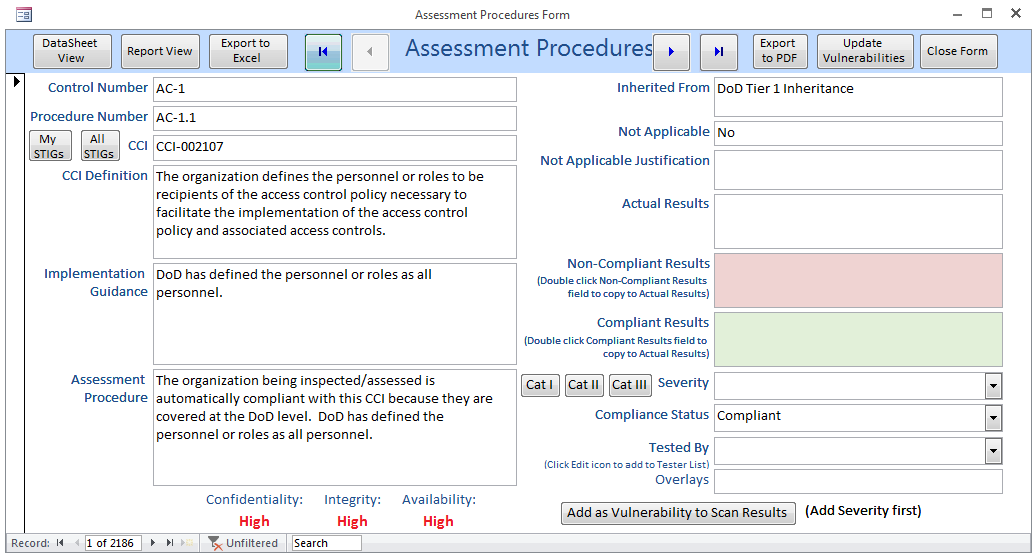 Assessment Procedures Form
DataSheet
View
Report View
Export to
Excel
Assessment Procedures
Export
to PDF
Update
Vulnerabilities
Close Form
Control Number
AC-1
Procedure Number
AC-1.1
My
STIGs
All
STIGs
CCI
CCI-002107
CCI Definition
The organization defines the personnel or roles to be
recipients of the access control policy necessary to
facilitate the implementation of the access control
policy and associated access controls.
Implementation
Guidance
DoD has defined the personnel or roles as all
personnel.
Assessment
Procedure
The organization being inspected/assessed is
automatically compliant with this CCI because they are
covered at the DoD level.  DoD has defined the
personnel or roles as all personnel.
Confidentiality:
Integrity:
Availability:
High
High
High
Inherited From
DoD Tier 1 Inheritance
Not Applicable
No
Not Applicable Justification
Actual Results
Non-Compliant Results
(Double click Non-Compliant Results
field to copy to Actual Results)
Compliant Results
(Double click Compliant Results field to
copy to Actual Results)
Cat I
Cat II
Cat III
Severity
Compliance Status
Compliant
Tested By
(Click Edit icon to add to Tester List)
Overlays
Add as Vulnerability to Scan Results
(Add Severity first)
Record:
1 of 2186
Unfiltered
Search